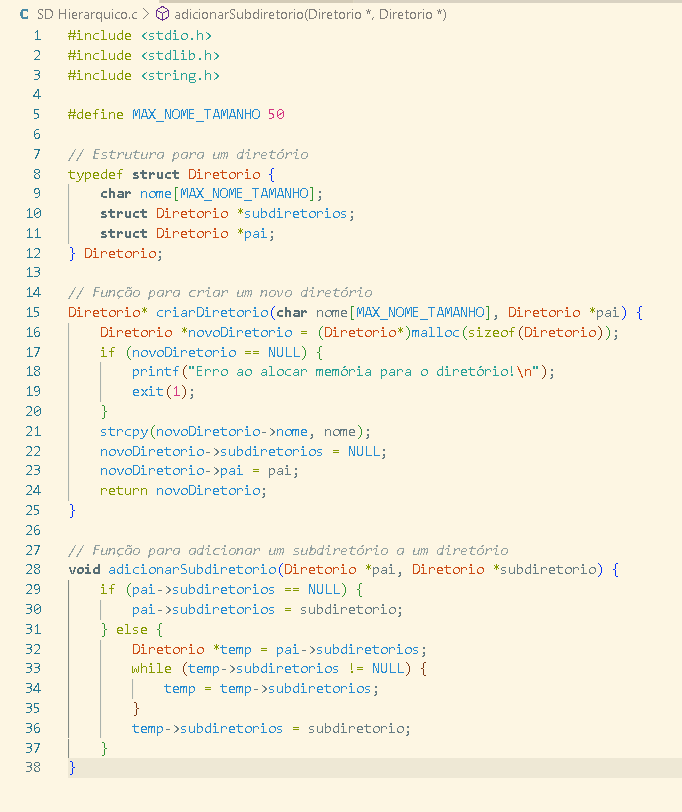 SD Hierarquico.c > adicionarSubdiretorio(Diretorio *, Diretorio *)
1 #include <stdio.h>
2 #include <stdlib.h>
3 #include <string.h>
4
5 #define MAX_NOME_TAMANHO 50
6
7 // Estrutura para um diretório
8 typedef struct Diretorio {
9     char nome[MAX_NOME_TAMANHO];
10     struct Diretorio *subdiretorios;
11     struct Diretorio *pai;
12 } Diretorio;
13
14 // Função para criar um novo diretório
15 Diretorio* criarDiretorio(char nome[MAX_NOME_TAMANHO], Diretorio *pai) {
16     Diretorio *novoDiretorio = (Diretorio*)malloc(sizeof(Diretorio));
17     if (novoDiretorio == NULL) {
18         printf("Erro ao alocar memória para o diretório!\n");
19         exit(1);
20     }
21     strcpy(novoDiretorio->nome, nome);
22     novoDiretorio->subdiretorios = NULL;
23     novoDiretorio->pai = pai;
24     return novoDiretorio;
25 }
26
27 // Função para adicionar um subdiretório a um diretório
28 void adicionarSubdiretorio(Diretorio *pai, Diretorio *subdiretorio) {
29     if (pai->subdiretorios == NULL) {
30         pai->subdiretorios = subdiretorio;
31     } else {
32         Diretorio *temp = pai->subdiretorios;
33         while (temp->subdiretorios != NULL) {
34             temp = temp->subdiretorios;
35         }
36         temp->subdiretorios = subdiretorio;
37     }
38 }